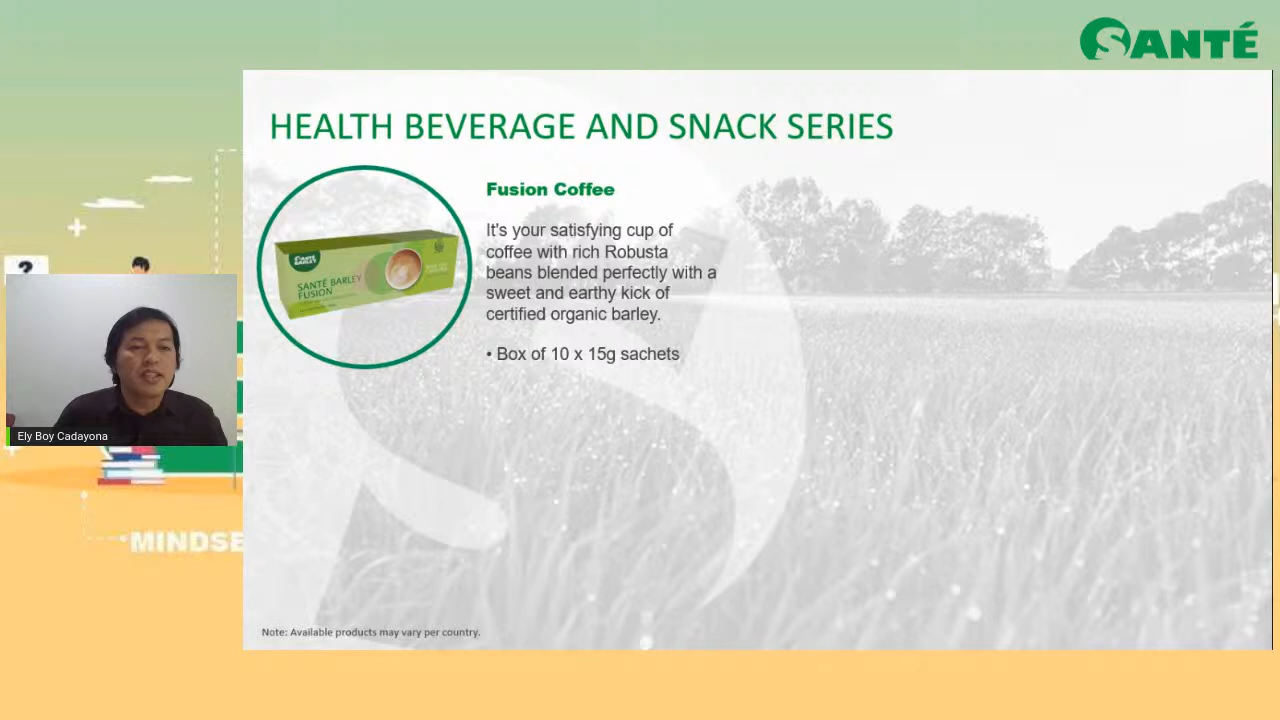 SANTÉ
HEALTH BEVERAGE AND SNACK SERIES
Fusion Coffee
It's your satisfying cup of
coffee with rich Robusta
beans blended perfectly with a
sweet and earthy kick of
certified organic barley.
• Box of 10 x 15g sachets
SANTÉ
BARLEY
SANTÉ BARLEY
FUSION
?
Ely Boy Cadayona
MINDSE
Note: Available products may vary per country.